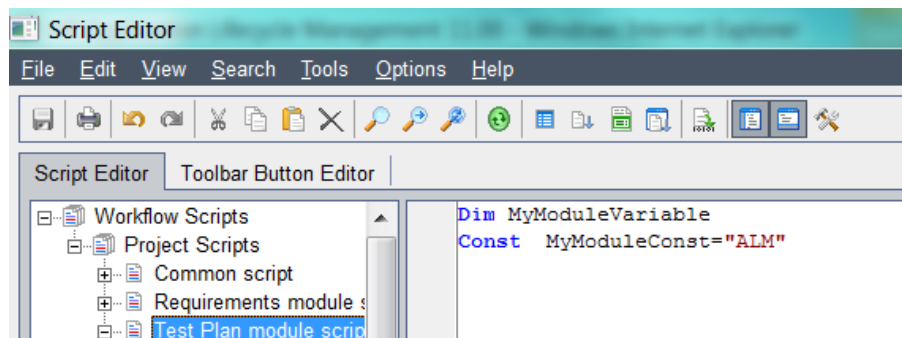 Script Editor
File Edit View Search Tools Options Help
Script Editor Toolbar Button Editor
Workflow Scripts
Project Scripts
Common script
Requirements module
Test Plan module scrip
Dim MyModuleVariable
Const MyModuleConst="ALM"